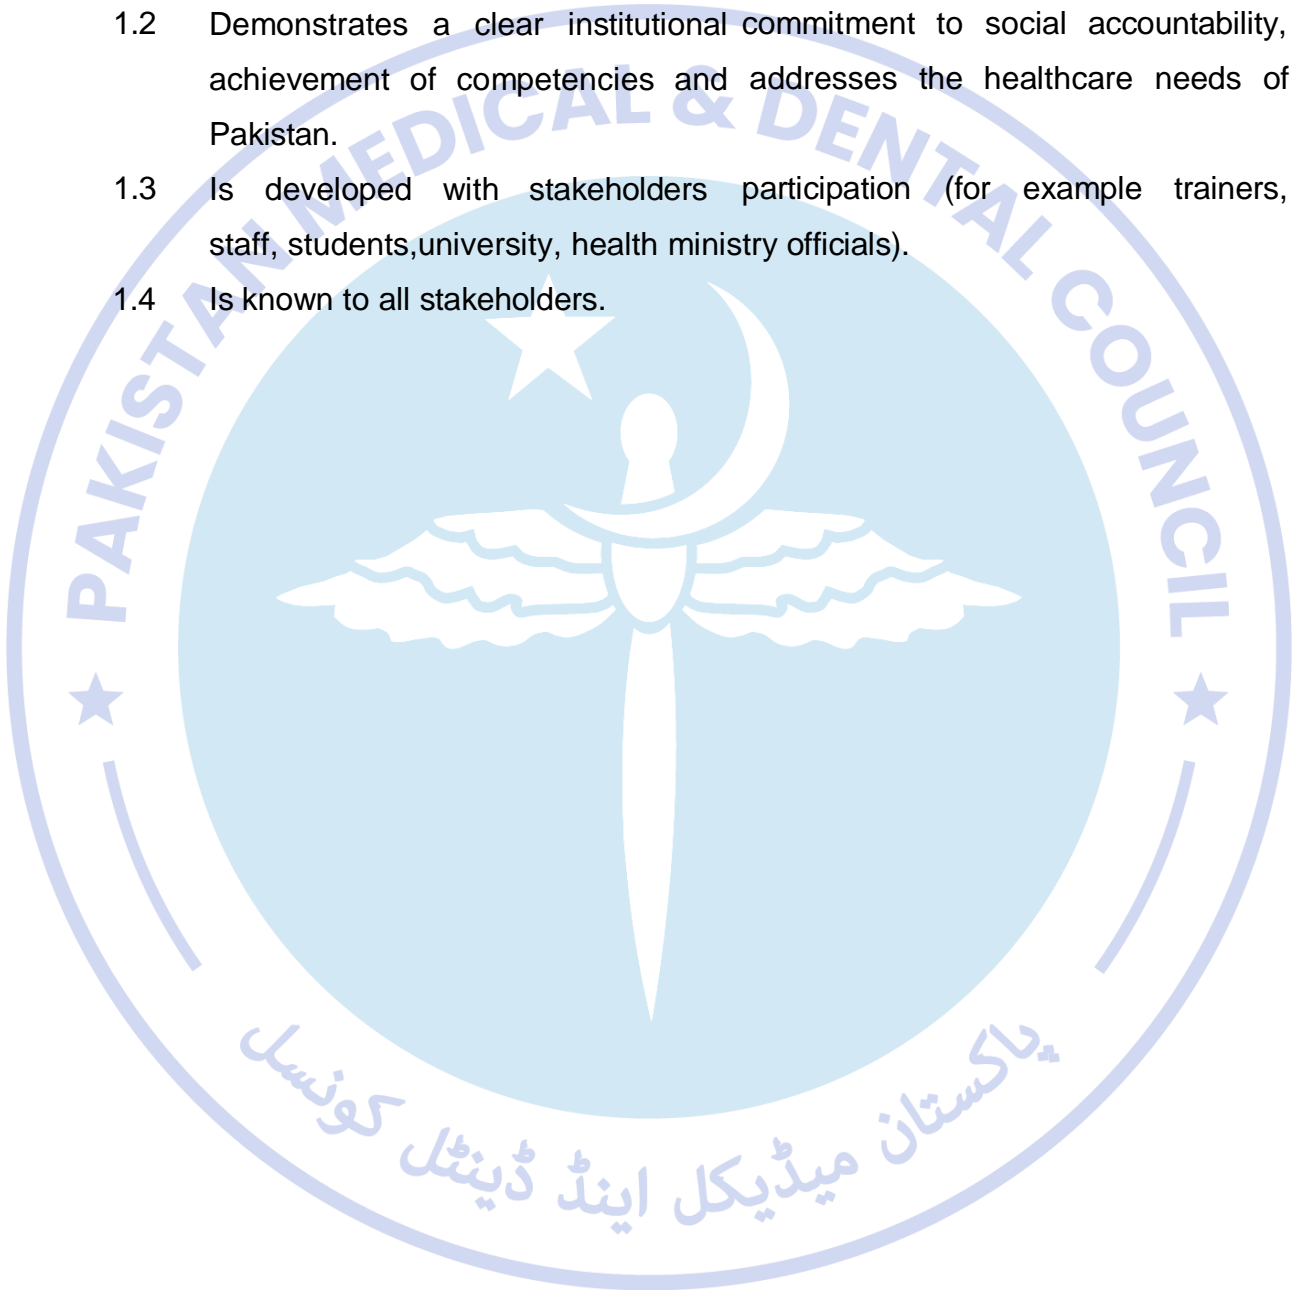 1.2 Demonstrates a clear institutional commitment to social accountability,
achievement of competencies and addresses the healthcare needs of
Pakistan.
1.3 Is developed with stakeholders participation (for example trainers,
staff, students,university, health ministry officials).
1.4 Is known to all stakeholders.
PAKISTAN MEDICAL & DENTAL COUNCIL
پاکستان میڈیکل اینڈ ڈینٹل کونسل